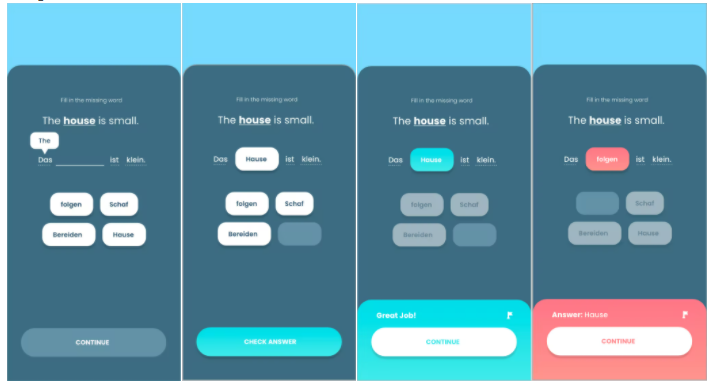 Fill in the missing word
The house is small.
The
Das ist klein.
folgen Schaf
Bereiden Hause
CONTINUE
Fill in the missing word
The house is small.
Das Hause ist klein.
folgen Schaf
Bereiden
CHECK ANSWER
Fill in the missing word
The house is small.
Das Hause ist klein.
folgen Schaf
Bereiden
Great Job!
CONTINUE
Fill in the missing word
The house is small.
Das folgen ist klein.
Schaf
Bereiden Hause
Answer: Hause
CONTINUE